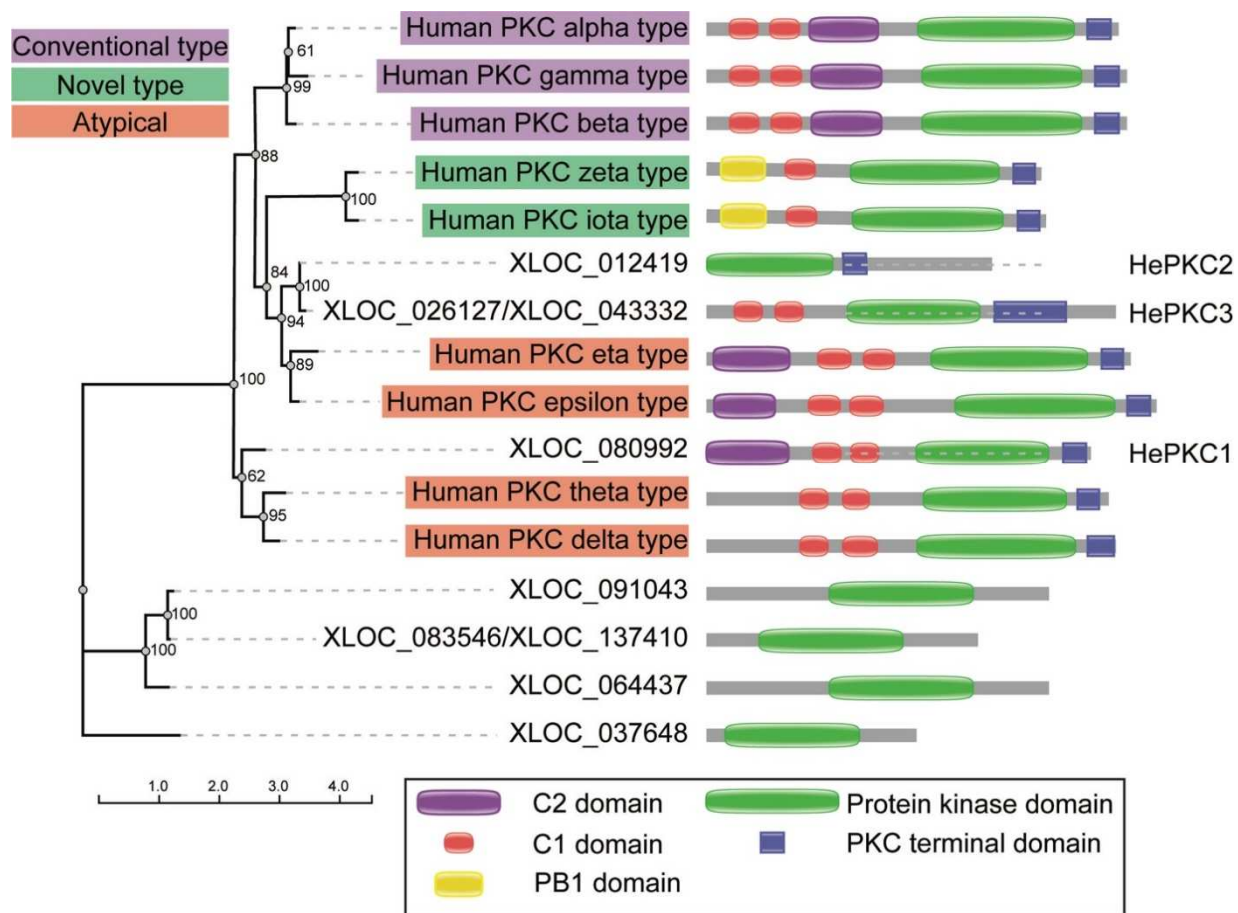 Conventional type
Novel type
Atypical
Human PKC alpha type
61
Human PKC gamma type
99
Human PKC beta type
88
Human PKC zeta type
100
Human PKC iota type
XLOC_012419
HePKC2
84
100
XLOC_026127/XLOC_043332
HePKC3
94
Human PKC eta type
89
100
Human PKC epsilon type
XLOC_080992
HePKC1
62
Human PKC theta type
95
Human PKC delta type
XLOC_091043
100
XLOC_083546/XLOC_137410
100
XLOC_064437
XLOC_037648
1.0 2.0 3.0 4.0
C2 domain
Protein kinase domain
C1 domain
PKC terminal domain
PB1 domain